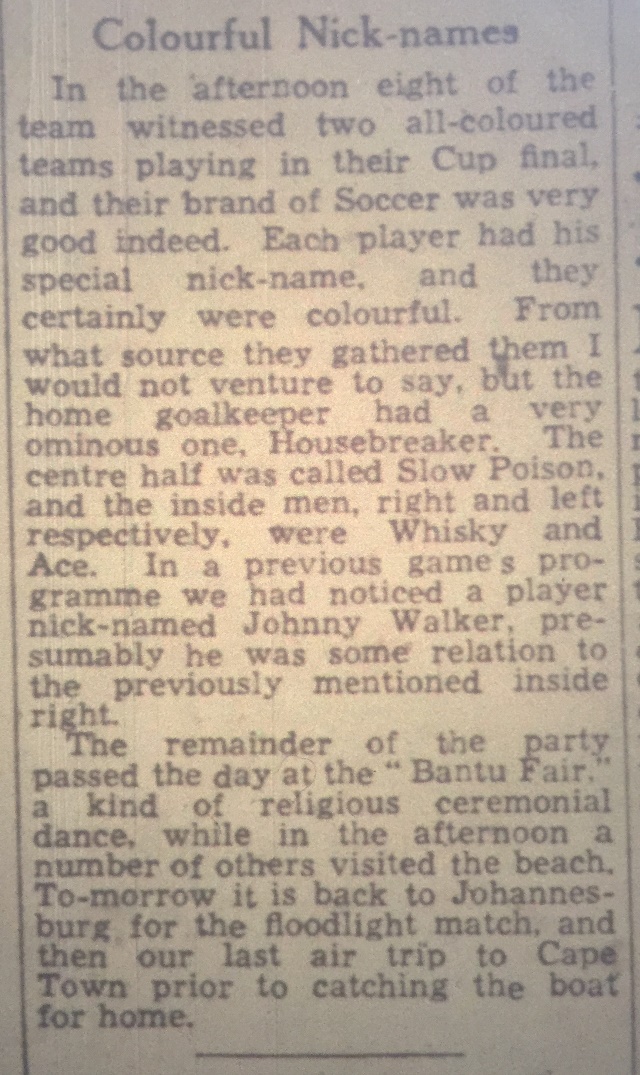 Colourful Nick-names
In the afternoon eight of the
team witnessed two all-coloured
teams playing in their Cup final,
and their brand of Soccer was very
good indeed. Each player had his
special nick-name, and they
certainly were colourful. From
what source they gathered them I
would not venture to say, but the
home goalkeeper had a very
ominous one, Housebreaker. The
centre half was called Slow Poison,
and the inside men, right and left
respectively, were Whisky and
Ace. In a previous game's pro-
gramme we had noticed a player
nick-named Johnny Walker, pre-
sumably he was some relation to
the previously mentioned inside
right.
The remainder of the party
passed the day at the " Bantu Fair,"
a kind of religious ceremonial
dance, while in the afternoon a
number of others visited the beach.
To-morrow it is back to Johannes-
burg for the floodlight match, and
then our last air trip to Cape
Town prior to catching the boat
for home.